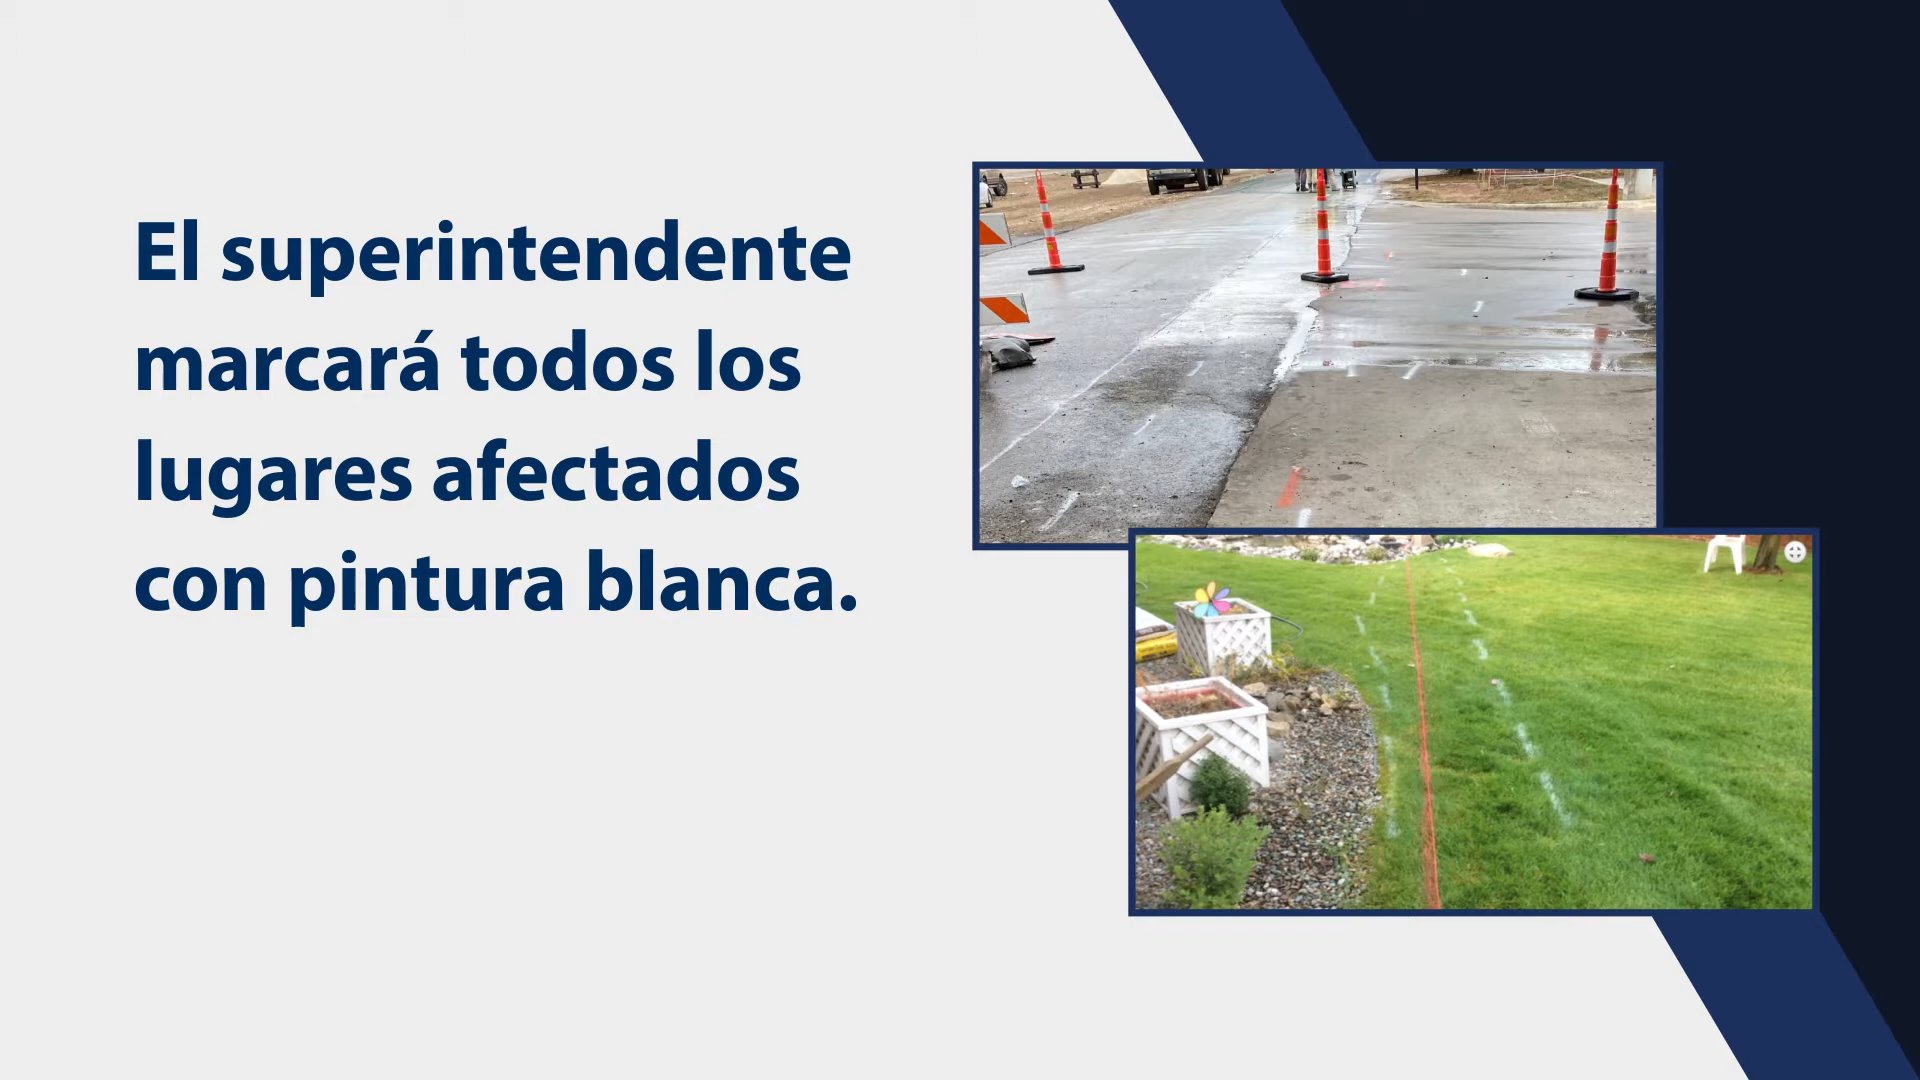 El superintendente
marcará todos los
lugares afectados
con pintura blanca.